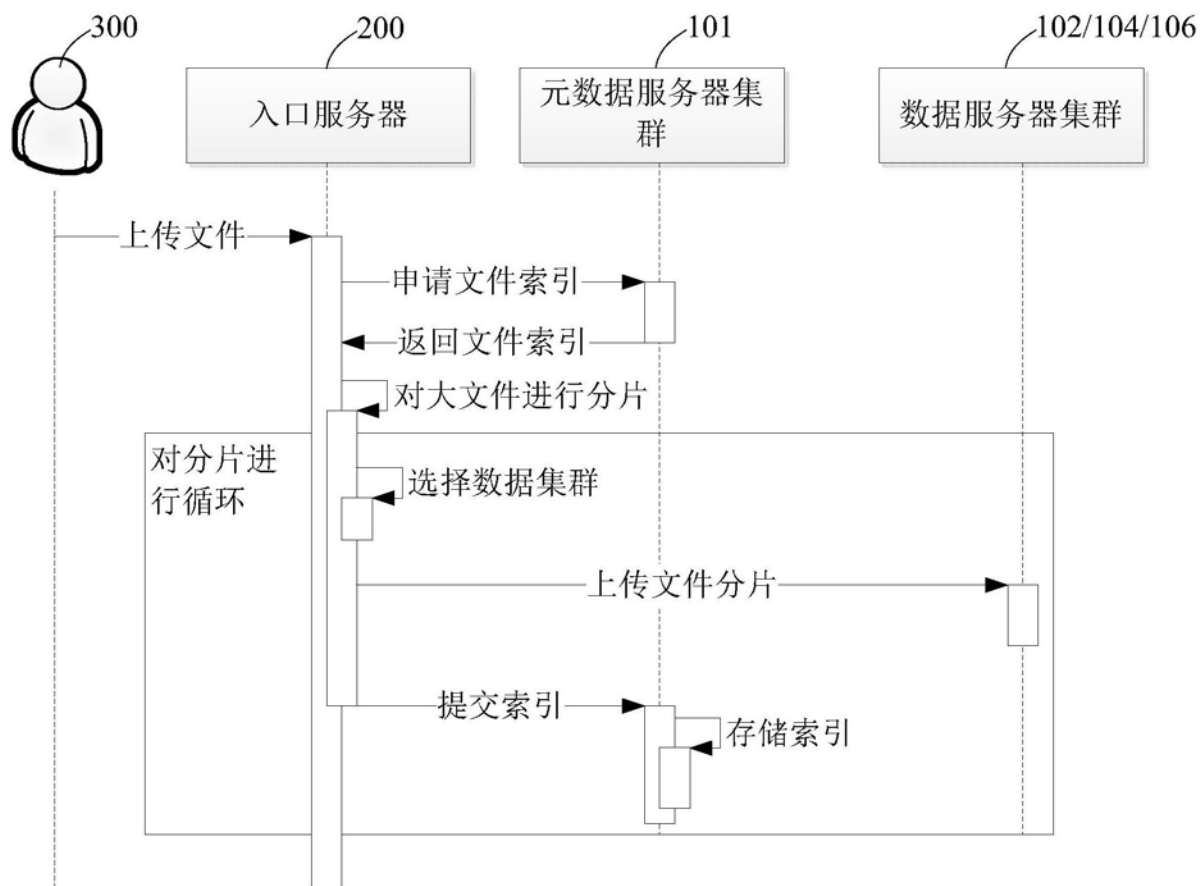 300
200
101
102/104/106
入口服务器
元数据服务器集
群
数据服务器集群
上传文件
申请文件索引
返回文件索引
对大文件进行分片
对分片进
行循环
选择数据集群
上传文件分片
提交索引
存储索引